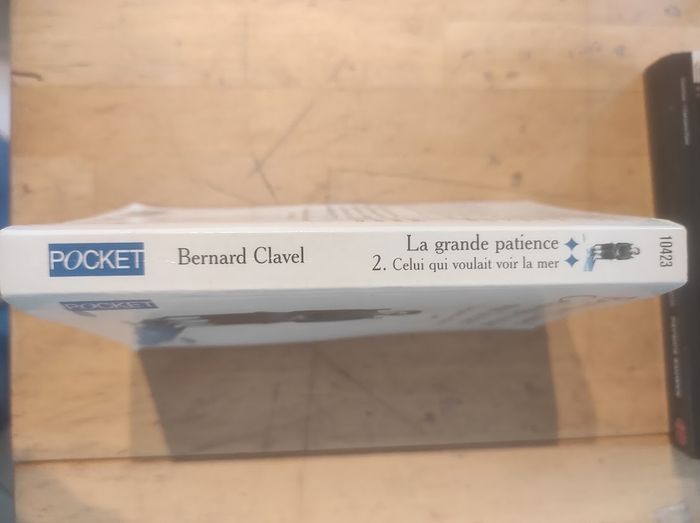 POCKET
Bernard Clavel
La grande patience
2. Celui qui voulait voir la mer
10423
POCKET